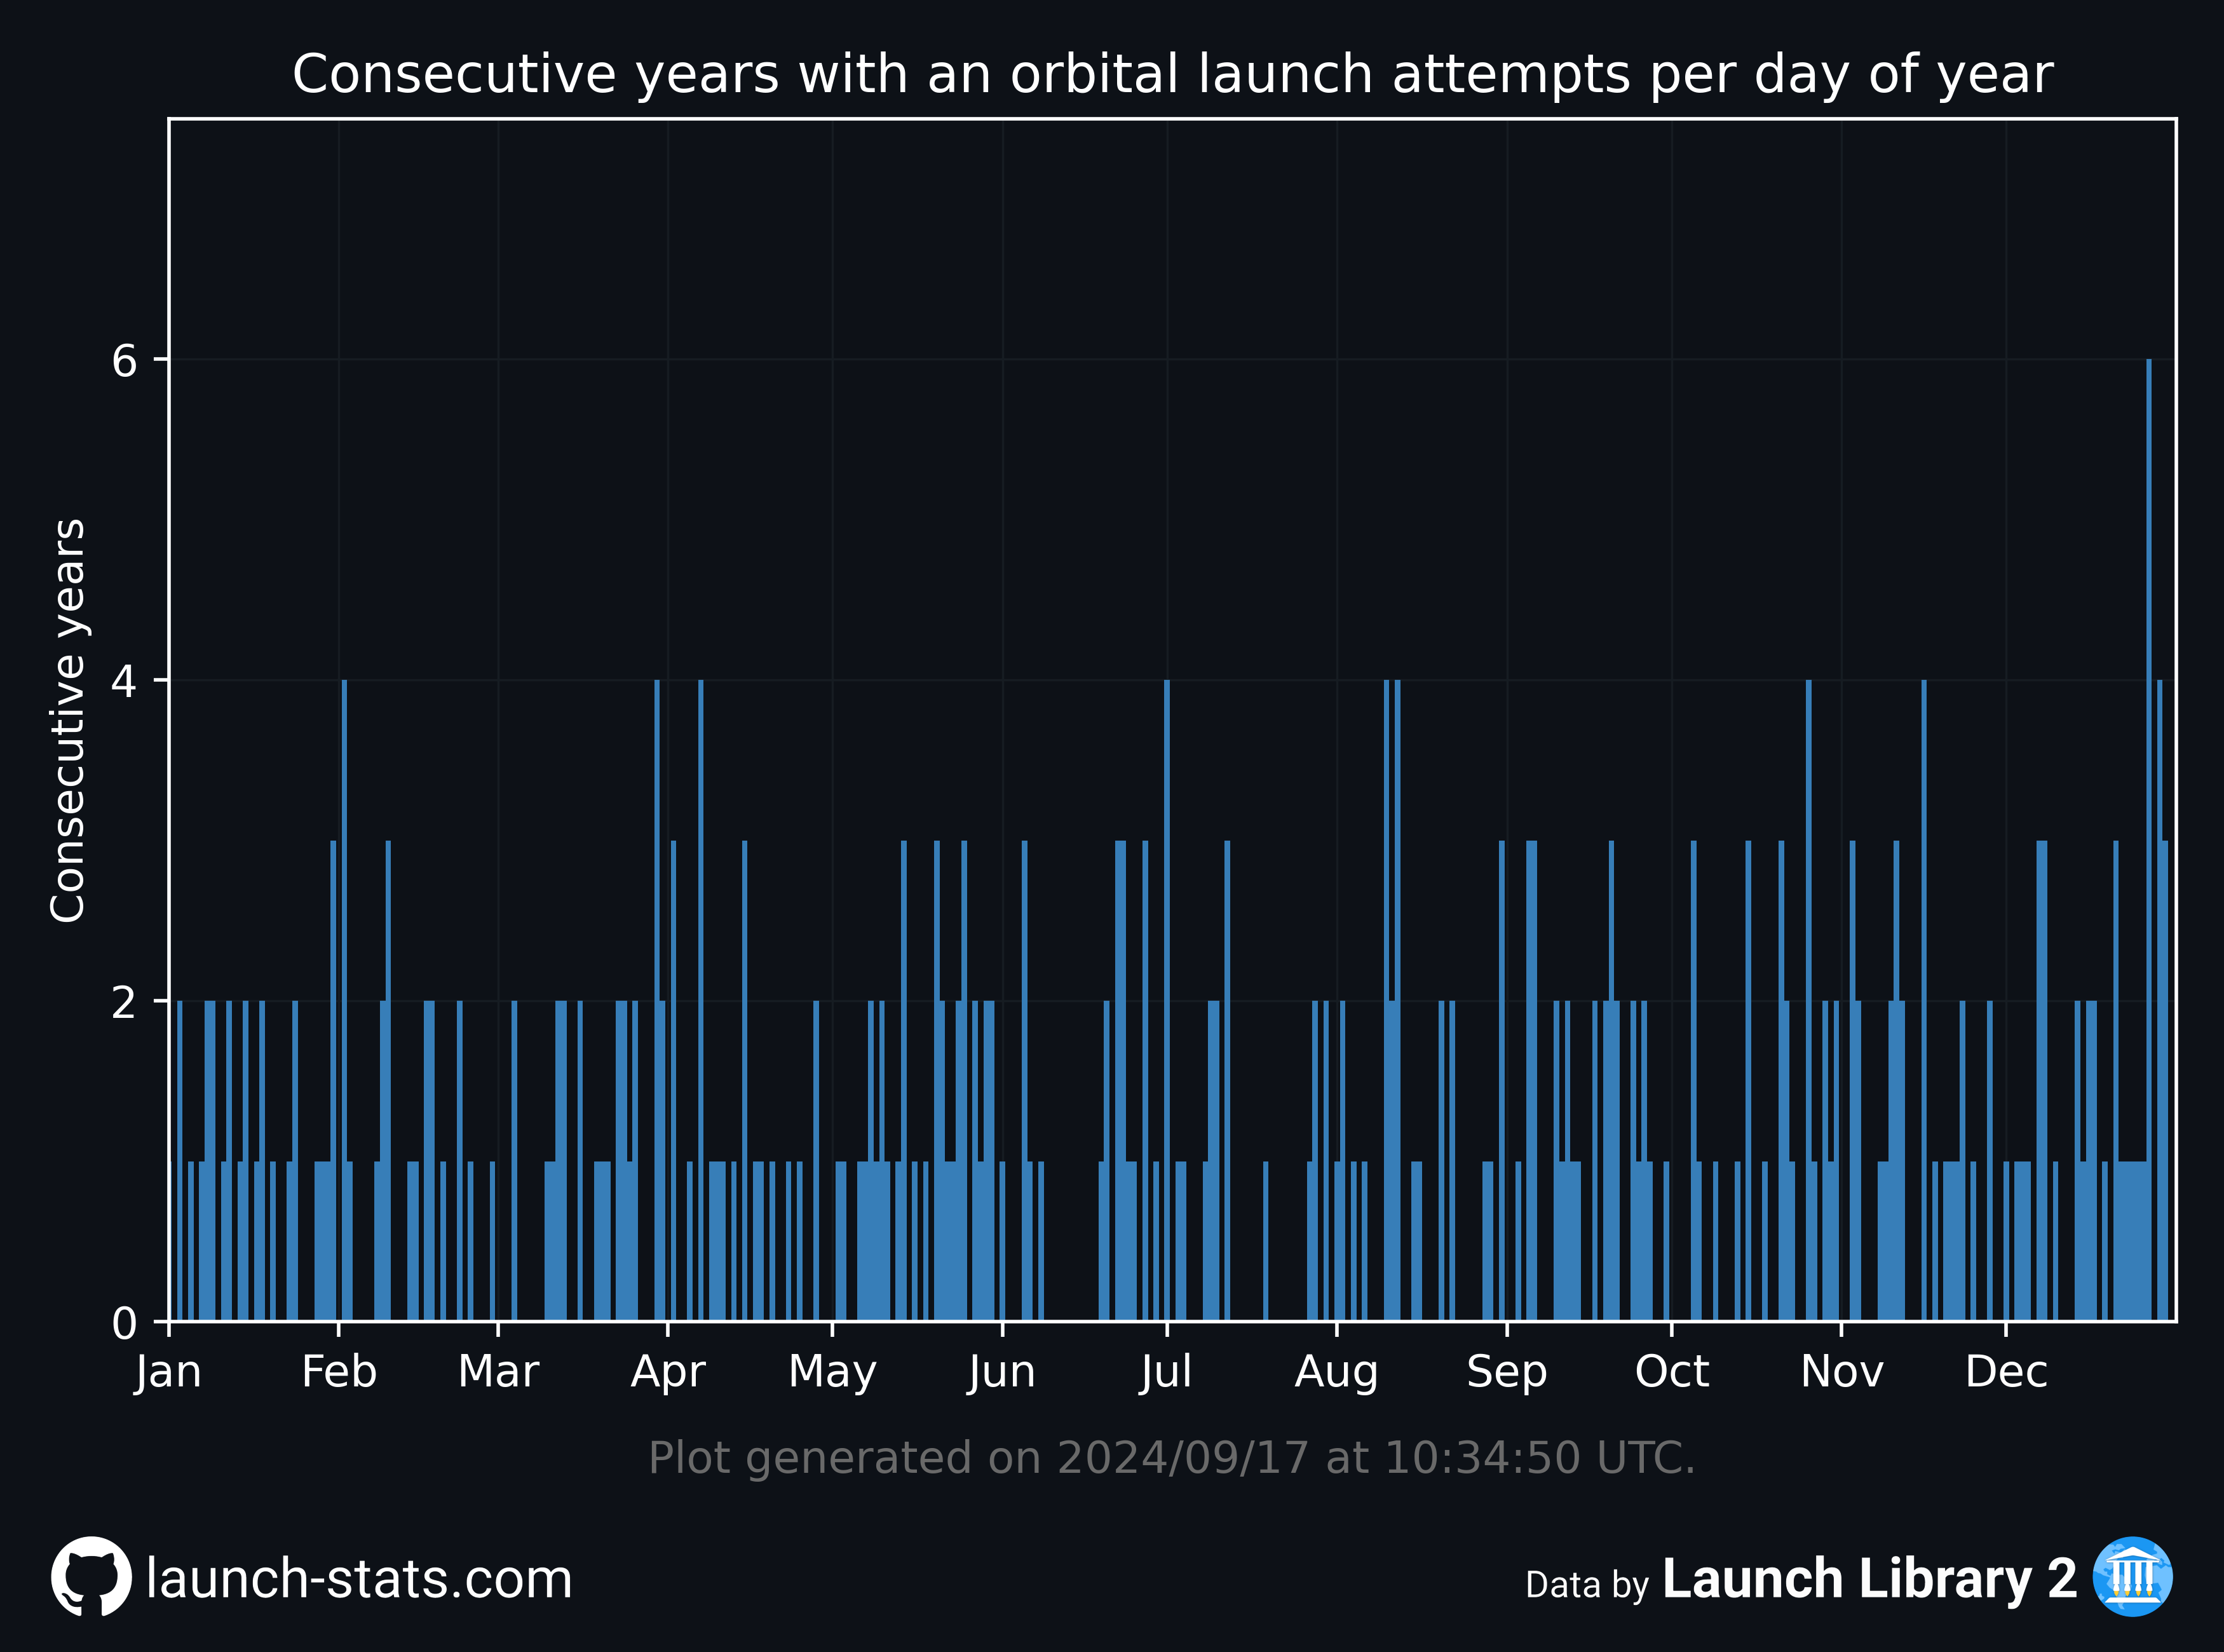 Consecutive years with an orbital launch attempts per day of year
Consecutive years
6
4
2
0
Jan Feb Mar Apr May Jun Jul Aug Sep Oct Nov Dec
Plot generated on 2024/09/17 at 10:34:50 UTC.
launch-stats.com
Data by Launch Library 2